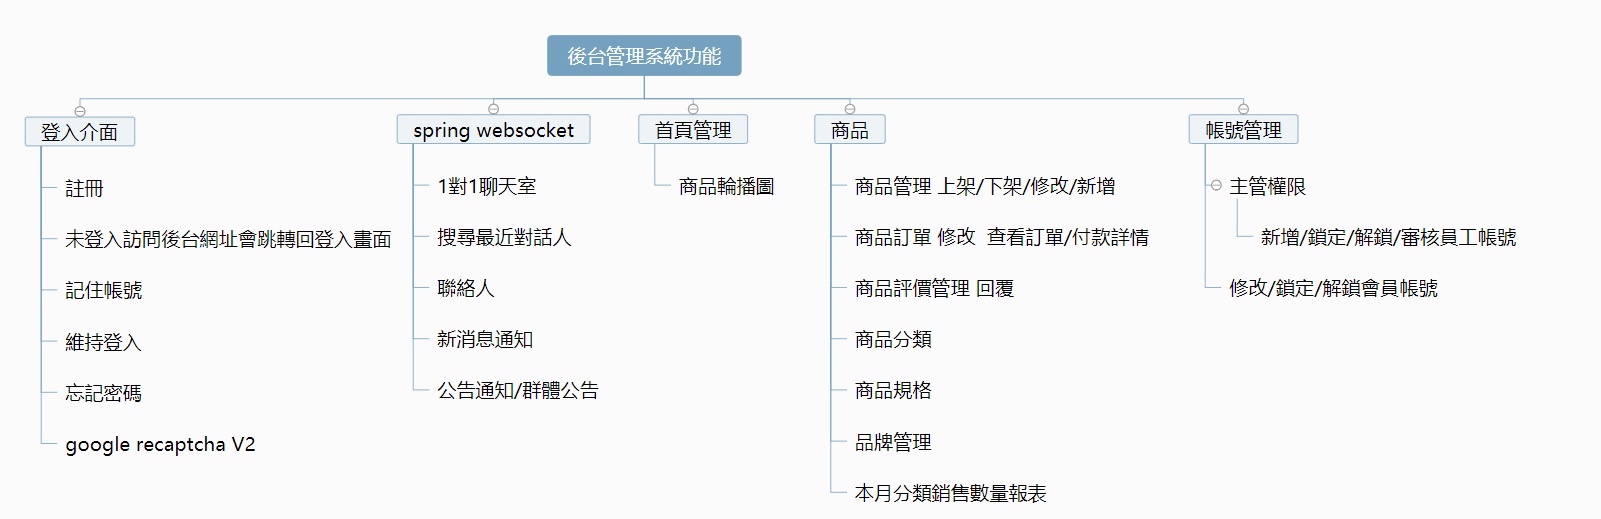 後台管理系統功能
登入介面
註冊
未登入訪問後台網址會跳轉回登入畫面
記住帳號
維持登入
忘記密碼
google recaptcha V2
spring websocket
1對1聊天室
搜尋最近對話人
聯絡人
新消息通知
公告通知/群體公告
首頁管理
商品輪播圖
商品
商品管理 上架/下架/修改/新增
商品訂單 修改  查看訂單/付款詳情
商品評價管理 回覆
商品分類
商品規格
品牌管理
本月分類銷售數量報表
帳號管理
主管權限
新增/鎖定/解鎖/審核員工帳號
修改/鎖定/解鎖會員帳號